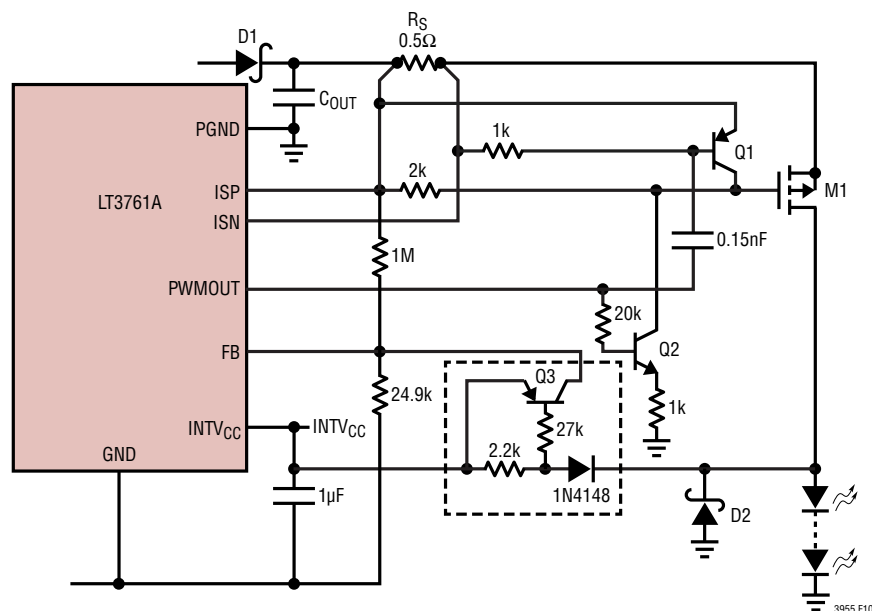 D1
R_S
0.5Ω
C_OUT
1k
PGND
Q1
2k
ISP
LT3761A
M1
ISN
0.15nF
1M
PWMOUT
20k
Q2
FB
Q3
24.9k
1k
27k
INTV_CC
INTV_CC
GND
2.2k
1µF
1N4148
D2
3955 F10